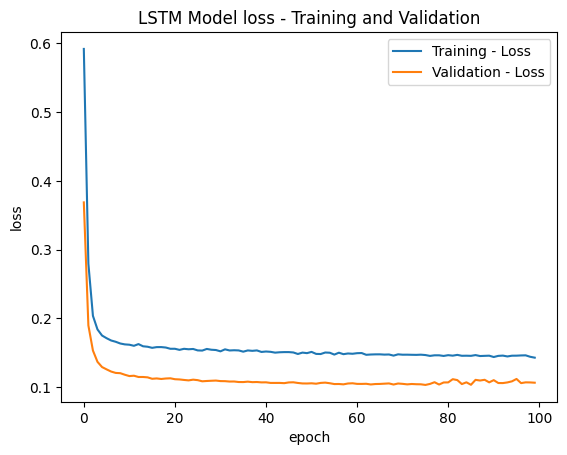 LSTM Model loss - Training and Validation
Training - Loss
Validation - Loss
loss
0.6
0.5
0.4
0.3
0.2
0.1
0
20
40
60
80
100
epoch